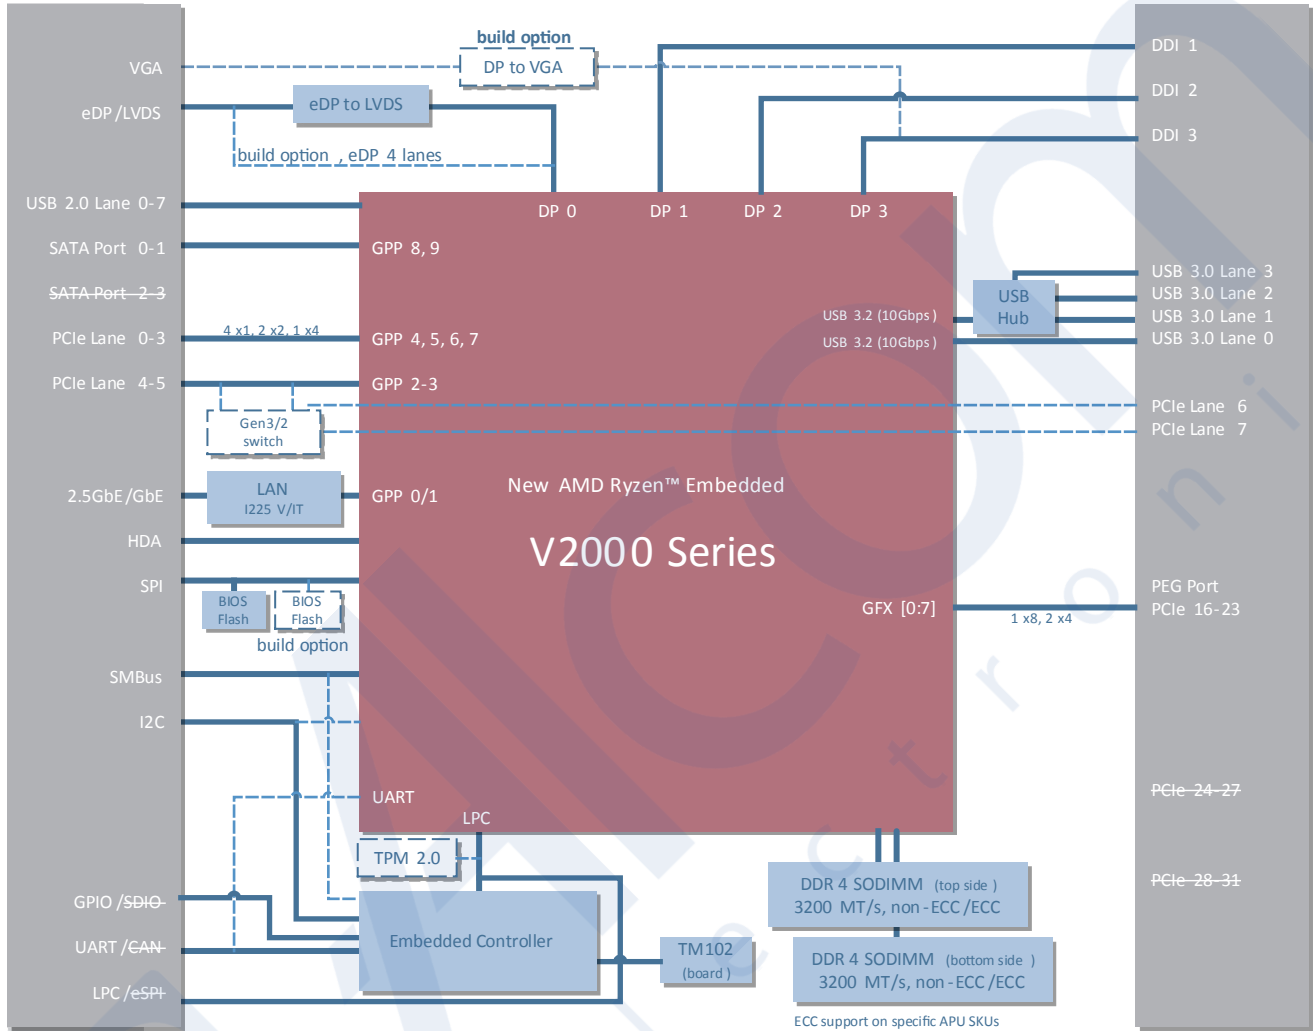 build option
DDI 1
VGA
DP to VGA
DDI 2
eDP/LVDS
eDP to LVDS
DDI 3
build option , eDP 4 lanes
USB 2.0 Lane 0-7
DP 0
DP 1
DP 2
DP 3
SATA Port 0-1
GPP 8, 9
SATA Port 2-3
USB 3.0 Lane 3
USB 3.0 Lane 2
USB 3.0 Lane 1
USB 3.0 Lane 0
USB
Hub
USB 3.2 (10Gbps)
USB 3.2 (10Gbps)
4 x1, 2 x2, 1 x4
PCIe Lane 0-3
GPP 4, 5, 6, 7
PCIe Lane 4-5
GPP 2-3
PCIe Lane 6
PCIe Lane 7
Gen3/2
switch
2.5GbE/GbE
LAN
I225 V/IT
GPP 0/1
New AMD Ryzen™ Embedded
V2000 Series
HDA
SPI
BIOS
Flash
BIOS
Flash
build option
GFX [0:7]
1 x8, 2 x4
PEG Port
PCIe 16-23
SMBus
I2C
UART
LPC
PCIe 24-27
TPM 2.0
PCIe 28-31
GPIO/SDIO
UART/CAN
LPC/eSPI
Embedded Controller
TM102
(board)
DDR 4 SODIMM (top side)
3200 MT/s, non-ECC/ECC
DDR 4 SODIMM (bottom side)
3200 MT/s, non-ECC/ECC
ECC support on specific APU SKUs